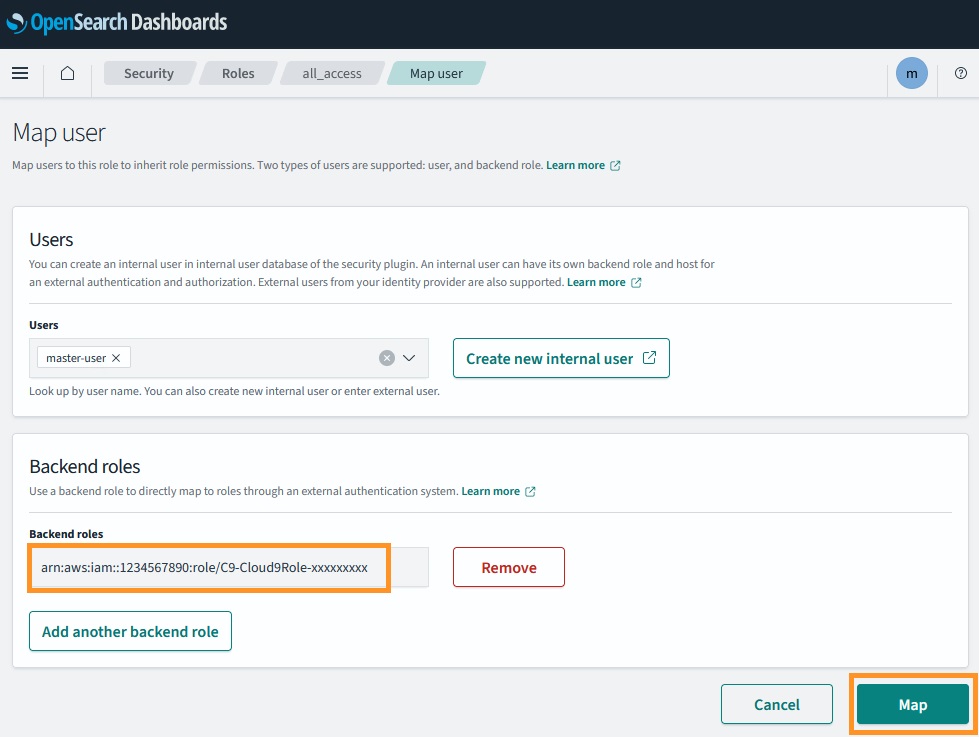 OpenSearch Dashboards
Security
Roles
all_access
Map user
m
?
Map user
Map users to this role to inherit role permissions. Two types of users are supported: user, and backend role. Learn more
Users
You can create an internal user in internal user database of the security plugin. An internal user can have its own backend role and host for
an external authentication and authorization. External users from your identity provider are also supported. Learn more
Users
master-user
Create new internal user
Look up by user name. You can also create new internal user or enter external user.
Backend roles
Use a backend role to directly map to roles through an external authentication system. Learn more
Backend roles
arn:aws:iam::1234567890:role/C9-Cloud9Role-xxxxxxxxx
Remove
Add another backend role
Cancel
Map